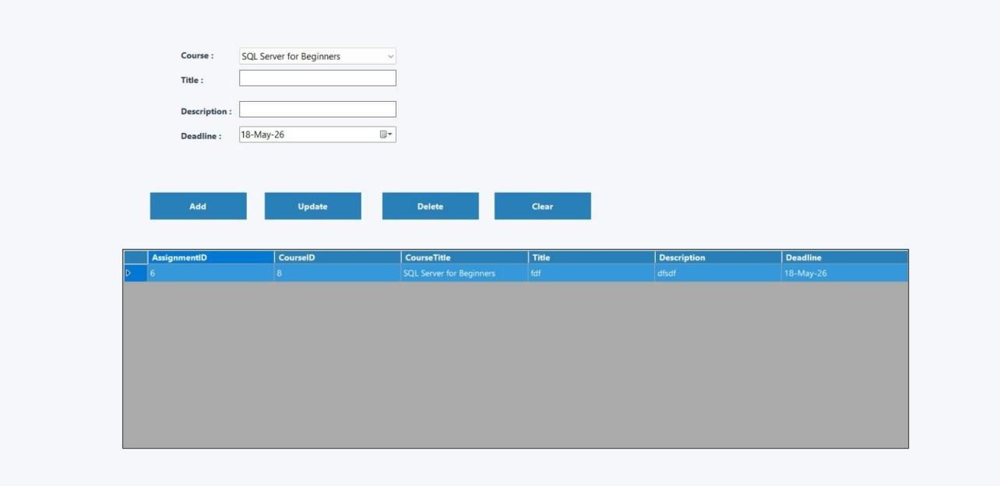 Course : SQL Server for Beginners
Title :
Description :
Deadline : 18-May-26
Add Update Delete Clear
AssignmentID CourseID CourseTitle Title Description Deadline
6 8 SQL Server for Beginners fdf dfsdf 18-May-26